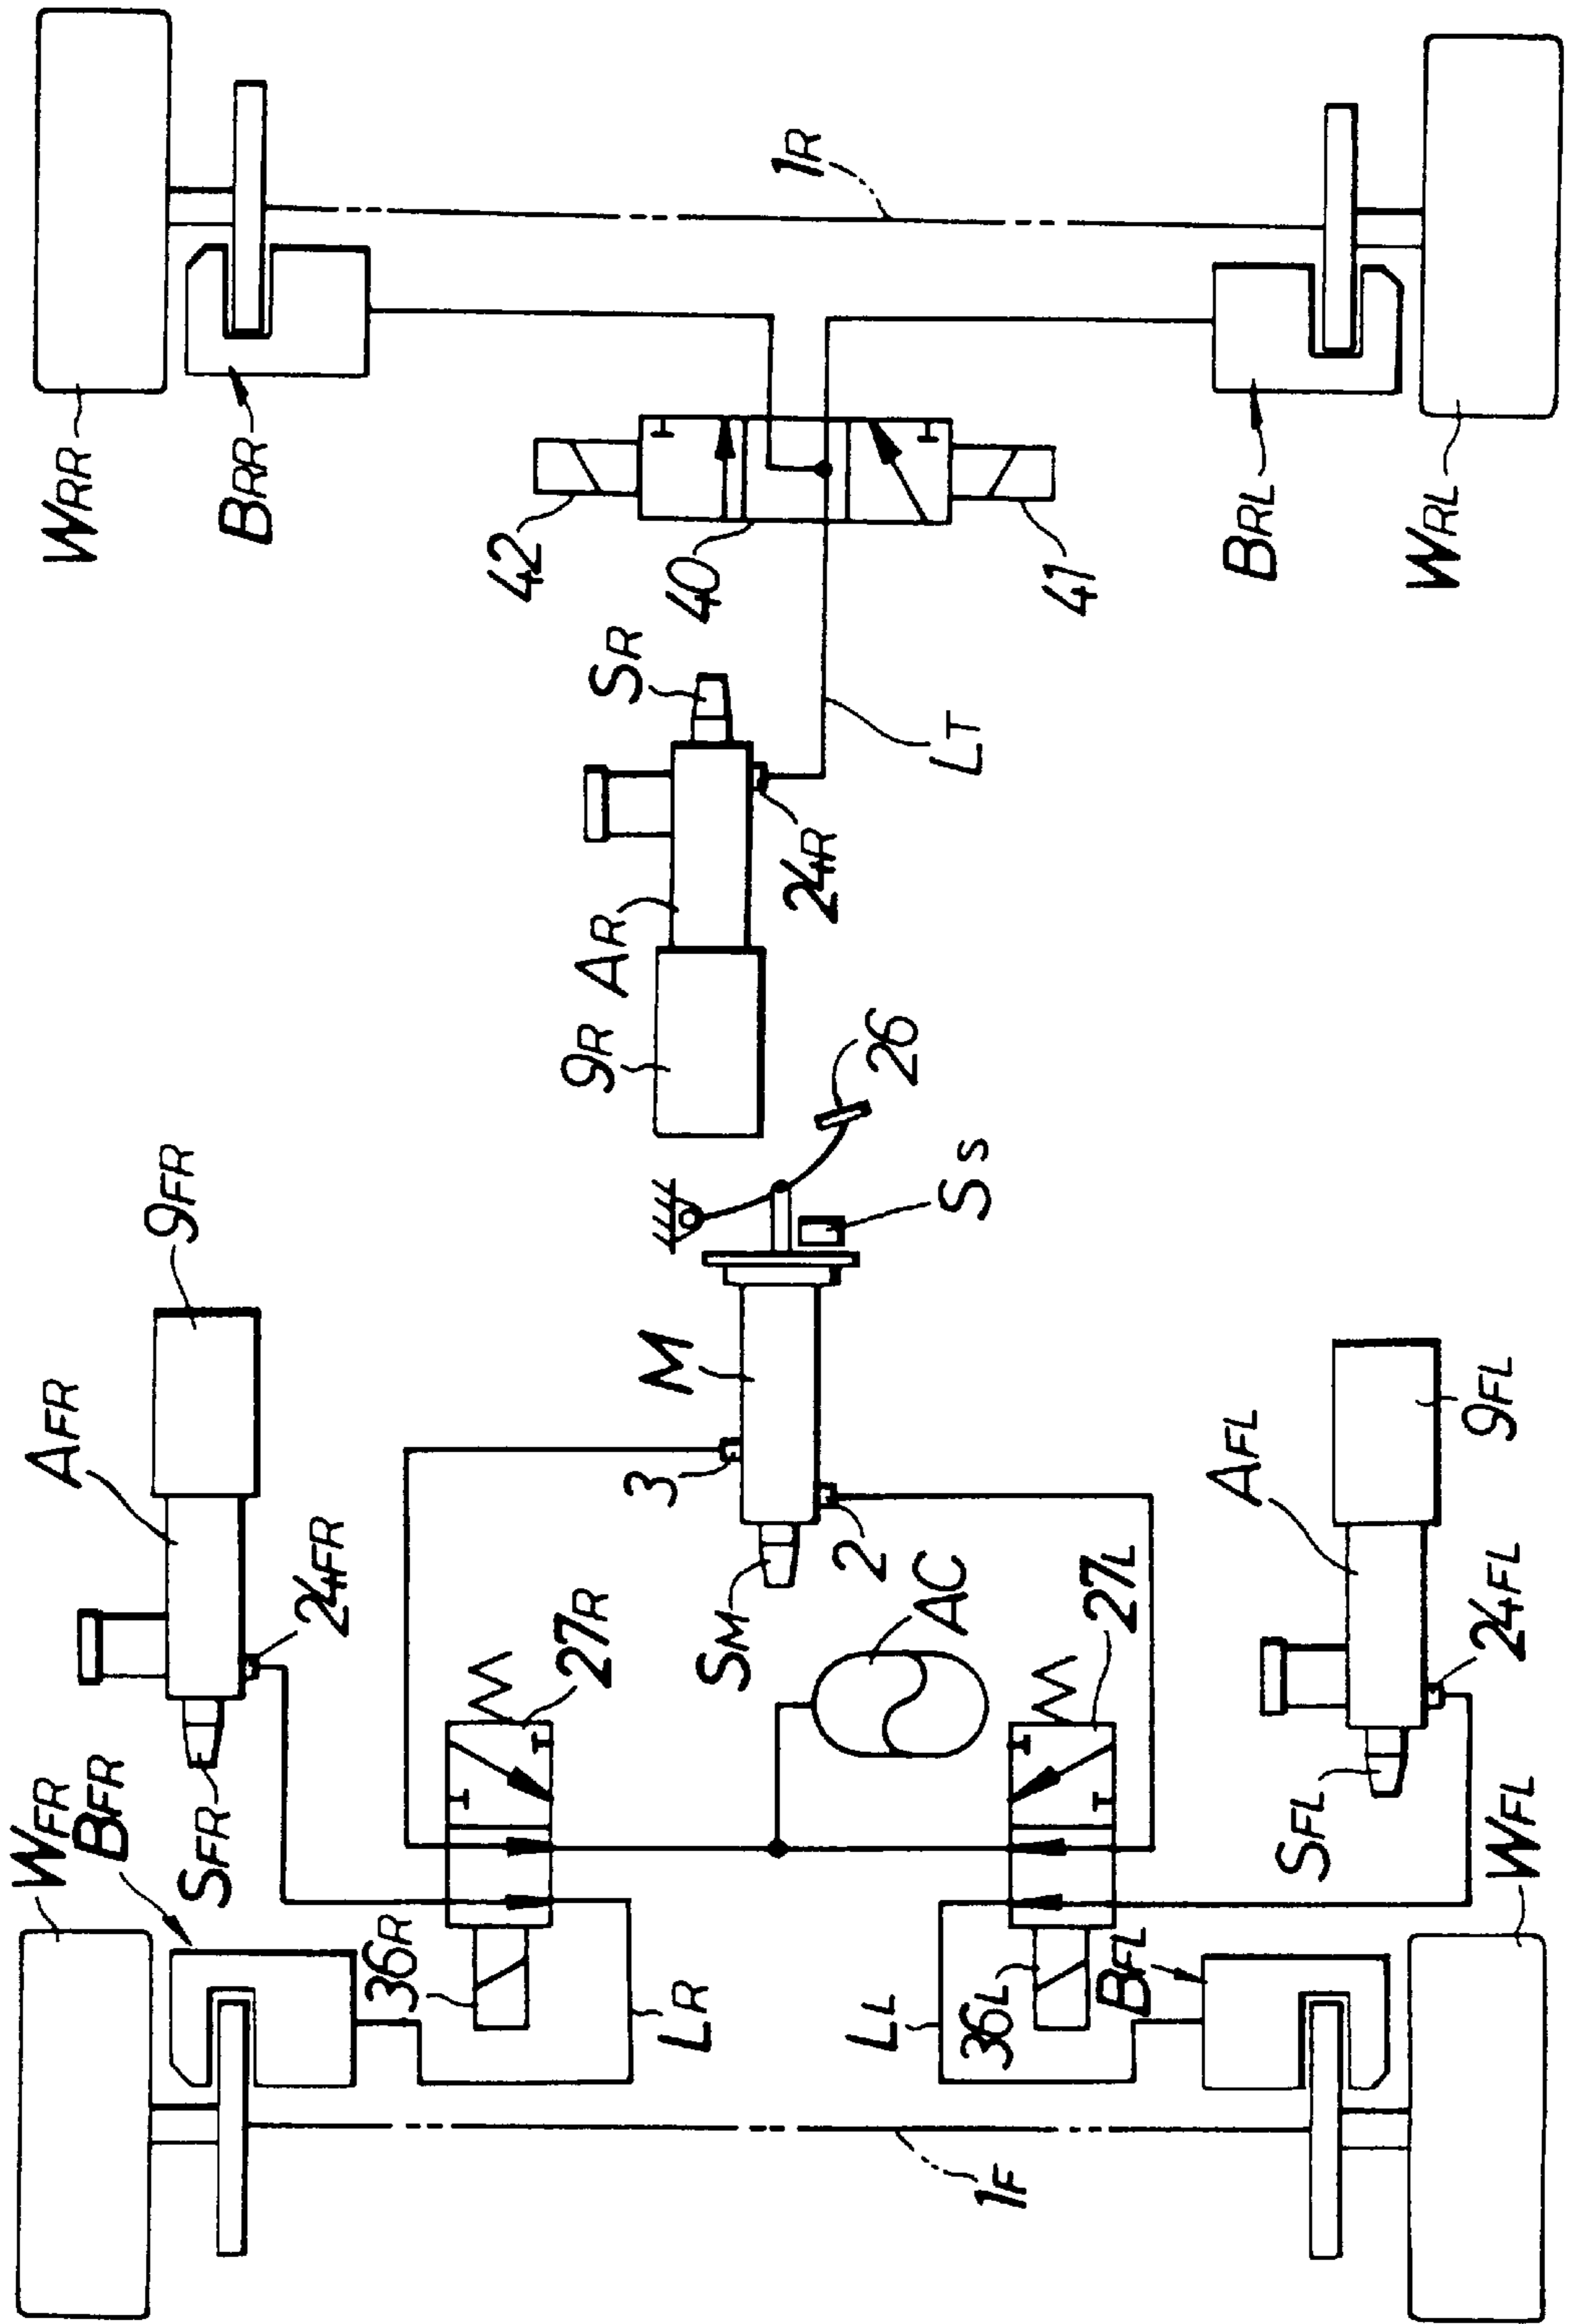 WRR
BRR
1R
BRL
WRL
42
40
41
SR
LT
24R
AR
9R
26
SS
9FR
AFR
24FR
M
3
2
SM
AC
27R
27L
9FL
AFL
24FL
SFL
WFL
WFR
BFR
SFR
36R
LR
LL
36L
BFL
1F